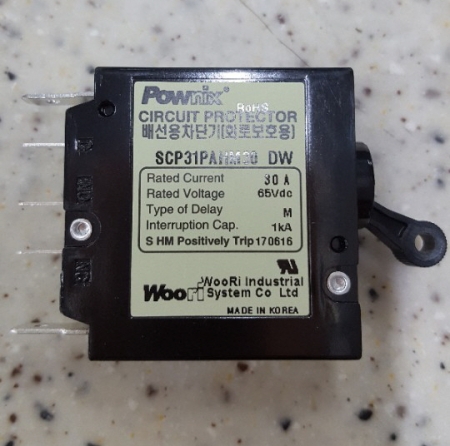 Pownix®
RoHS
CIRCUIT PROTECTOR
배선용차단기(회로보호용)
DW
Rated Current 30 A
Rated Voltage 65Vdc
Type of Delay M
Interruption Cap. 1kA
S HM Positively Trip 170616
WooRi
WooRi Industrial
System Co Ltd
MADE IN KOREA
NO